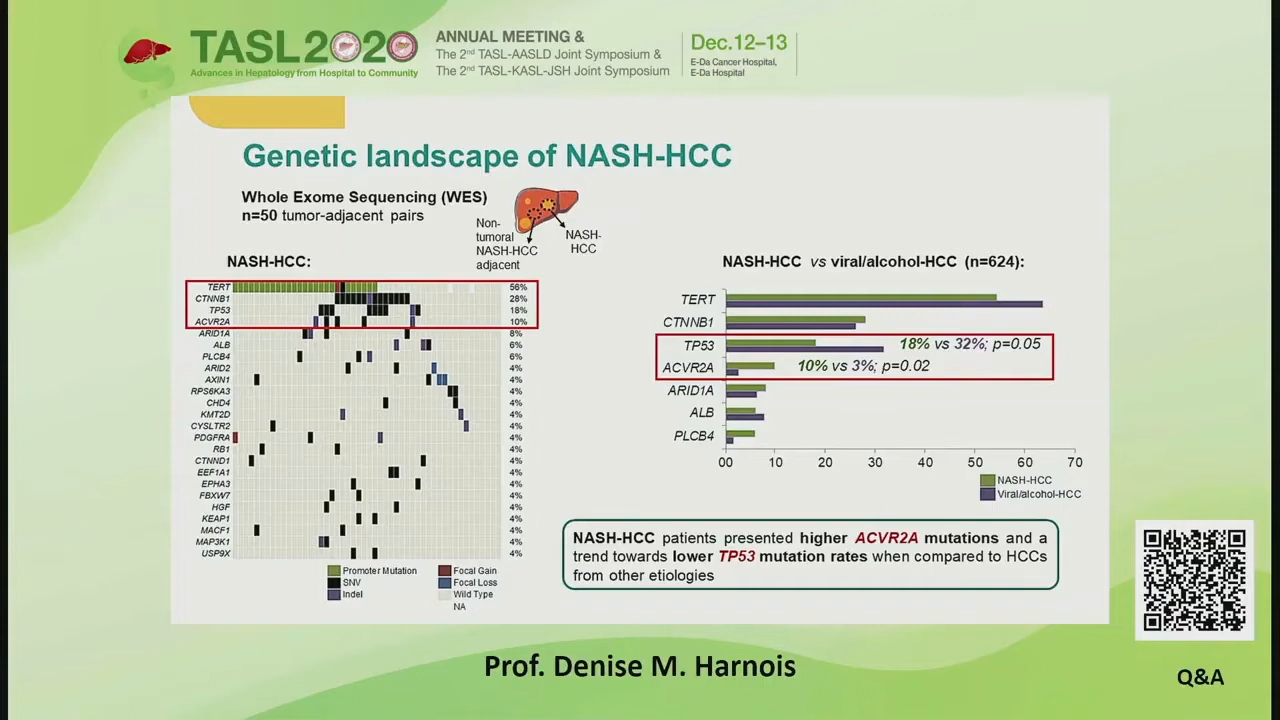 TASL 2020
Advances in Hepatology from Hospital to Community
ANNUAL MEETING &
The 2nd TASL-AASLD Joint Symposium &
The 2nd TASL-KASL-JSH Joint Symposium
Dec.12–13
E-Da Cancer Hospital,
E-Da Hospital
Genetic landscape of NASH-HCC
Whole Exome Sequencing (WES)
n=50 tumor-adjacent pairs
Non-
tumoral
NASH-HCC
adjacent
NASH-
HCC
NASH-HCC:
TERT 56%
CTNNB1 28%
TP53 18%
ACVR2A 10%
ARID1A 8%
ALB 6%
PLCB4 6%
ARID2 4%
AXIN1 4%
RPS6KA3 4%
CHD4 4%
KMT2D 4%
CYSLTR2 4%
PDGFRA 4%
RB1 4%
CTNND1 4%
EEF1A1 4%
EPHA3 4%
FBXW7 4%
HGF 4%
KEAP1 4%
MACF1 4%
MAP3K1 4%
USP9X 4%
Promoter Mutation
SNV
Indel
Focal Gain
Focal Loss
Wild Type
NA
NASH-HCC vs viral/alcohol-HCC (n=624):
TERT
CTNNB1
TP53 18% vs 32%; p=0.05
ACVR2A 10% vs 3%; p=0.02
ARID1A
ALB
PLCB4
00 10 20 30 40 50 60 70
NASH-HCC
Viral/alcohol-HCC
NASH-HCC patients presented higher ACVR2A mutations and a
trend towards lower TP53 mutation rates when compared to HCCs
from other etiologies
Prof. Denise M. Harnois
Q&A